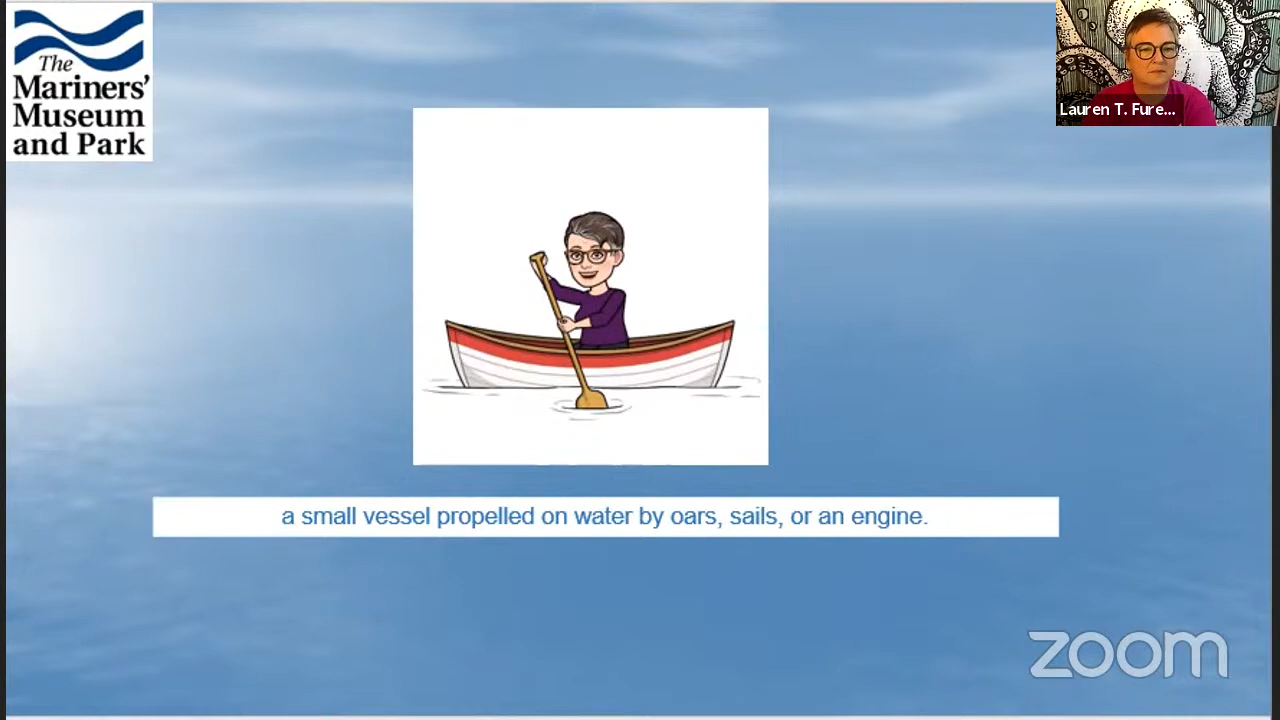 The
Mariners'
Museum
and Park
Lauren T. Fure...
a small vessel propelled on water by oars, sails, or an engine.
zoom